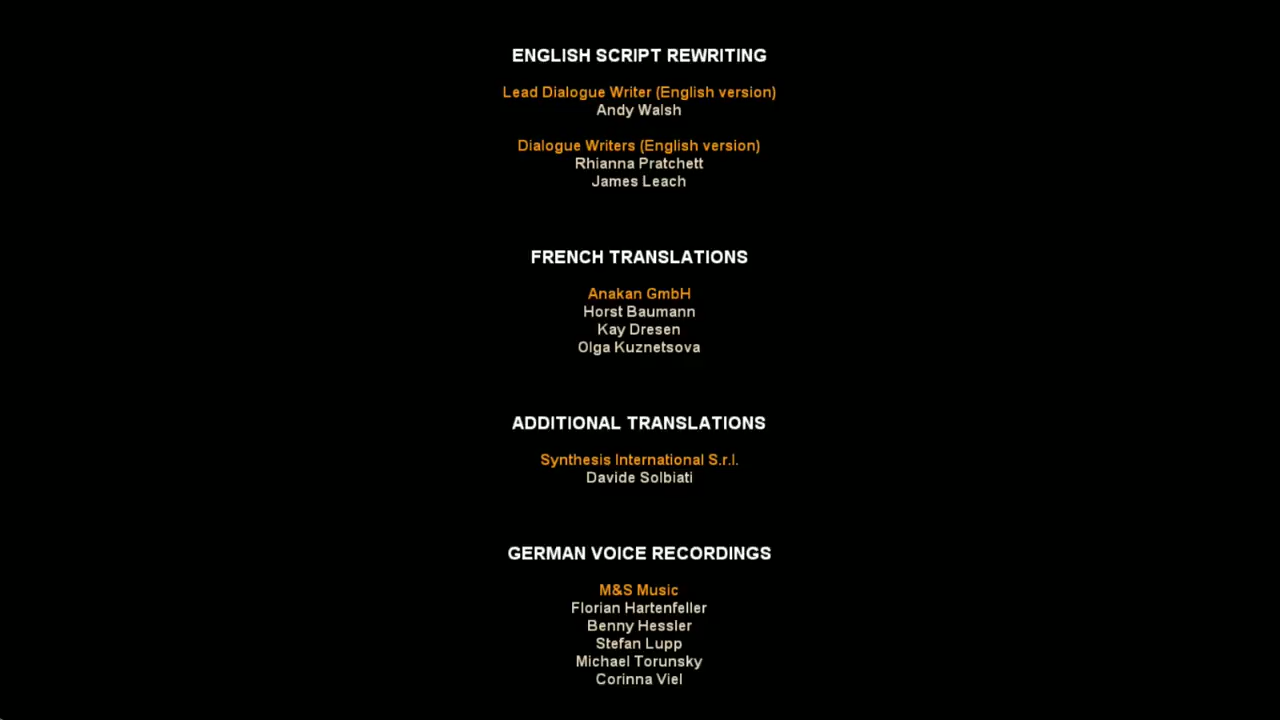 ENGLISH SCRIPT REWRITING
Lead Dialogue Writer (English version)
Andy Walsh
Dialogue Writers (English version)
Rhianna Pratchett
James Leach
FRENCH TRANSLATIONS
Anakan GmbH
Horst Baumann
Kay Dresen
Olga Kuznetsova
ADDITIONAL TRANSLATIONS
Synthesis International S.r.l.
Davide Solbiati
GERMAN VOICE RECORDINGS
M&S Music
Florian Hartenfeller
Benny Hessler
Stefan Lupp
Michael Torunsky
Corinna Viel